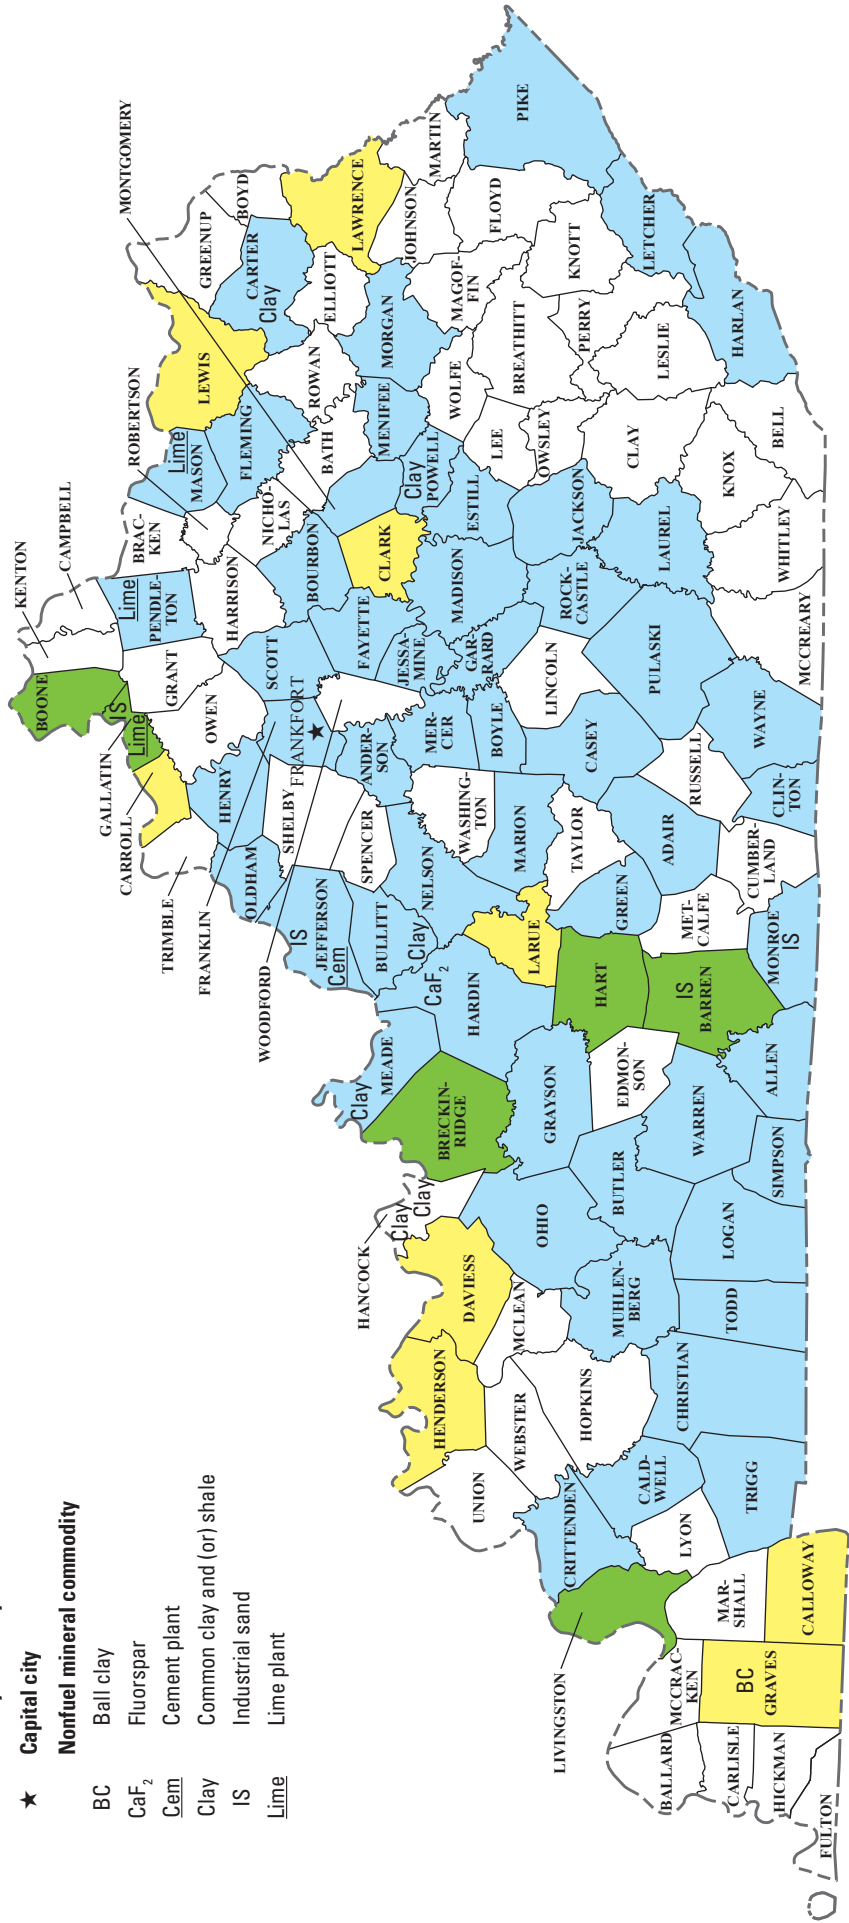 ★ Capital city
Nonfuel mineral commodity
BC Ball clay
CaF2 Fluorspar
Cem Cement plant
Clay Common clay and (or) shale
IS Industrial sand
Lime Lime plant
KENTON
CAMPBELL
BOONE
IS
Lime
GALLATIN
CARROLL
TRIMBLE
GRANT
Lime
PENDLE-
TON
BRAC-
KEN
ROBERTSON
MONTGOMERY
OWEN
HARRISON
NICHO-
LAS
Lime
MASON
FLEMING
LEWIS
GREENUP
BOYD
CARTER
Clay
ELLIOTT
ROWAN
BATH
LAWRENCE
HENRY
OLDHAM
FRANKLIN
SHELBY
FRANKFORT
★
SCOTT
BOURBON
FAYETTE
CLARK
WOODFORD
IS
JEFFERSON
Cem
SPENCER
ANDER-
SON
JESSA-
MINE
MENIFEE
MORGAN
Clay
POWELL
WOLFE
MAGOF-
FIN
JOHNSON
MARTIN
FLOYD
PIKE
BULLITT
Clay
NELSON
WASHING-
TON
MER-
CER
BOYLE
GAR-
RARD
MADISON
ESTILL
LEE
OWSLEY
BREATHITT
KNOTT
PERRY
LETCHER
LESLIE
HARLAN
Clay
MEADE
CaF2
HARDIN
LARUE
MARION
CASEY
LINCOLN
ROCK-
CASTLE
JACKSON
CLAY
LAUREL
KNOX
BELL
WHITLEY
MCCREARY
HANCOCK
Clay
Clay
BRECKIN-
RIDGE
GRAYSON
HART
GREEN
TAYLOR
ADAIR
RUSSELL
PULASKI
WAYNE
CLIN-
TON
CUMBER-
LAND
MET-
CALFE
MONROE
IS
IS
BARREN
EDMON-
SON
WARREN
ALLEN
SIMPSON
HENDERSON
DAVIESS
OHIO
BUTLER
LOGAN
MCLEAN
MUHLEN-
BERG
TODD
UNION
WEBSTER
HOPKINS
CHRISTIAN
CRITTENDEN
CALD-
WELL
TRIGG
LYON
LIVINGSTON
MAR-
SHALL
CALLOWAY
MCCRAC-
KEN
BC
GRAVES
BALLARD
CARLISLE
HICKMAN
FULTON